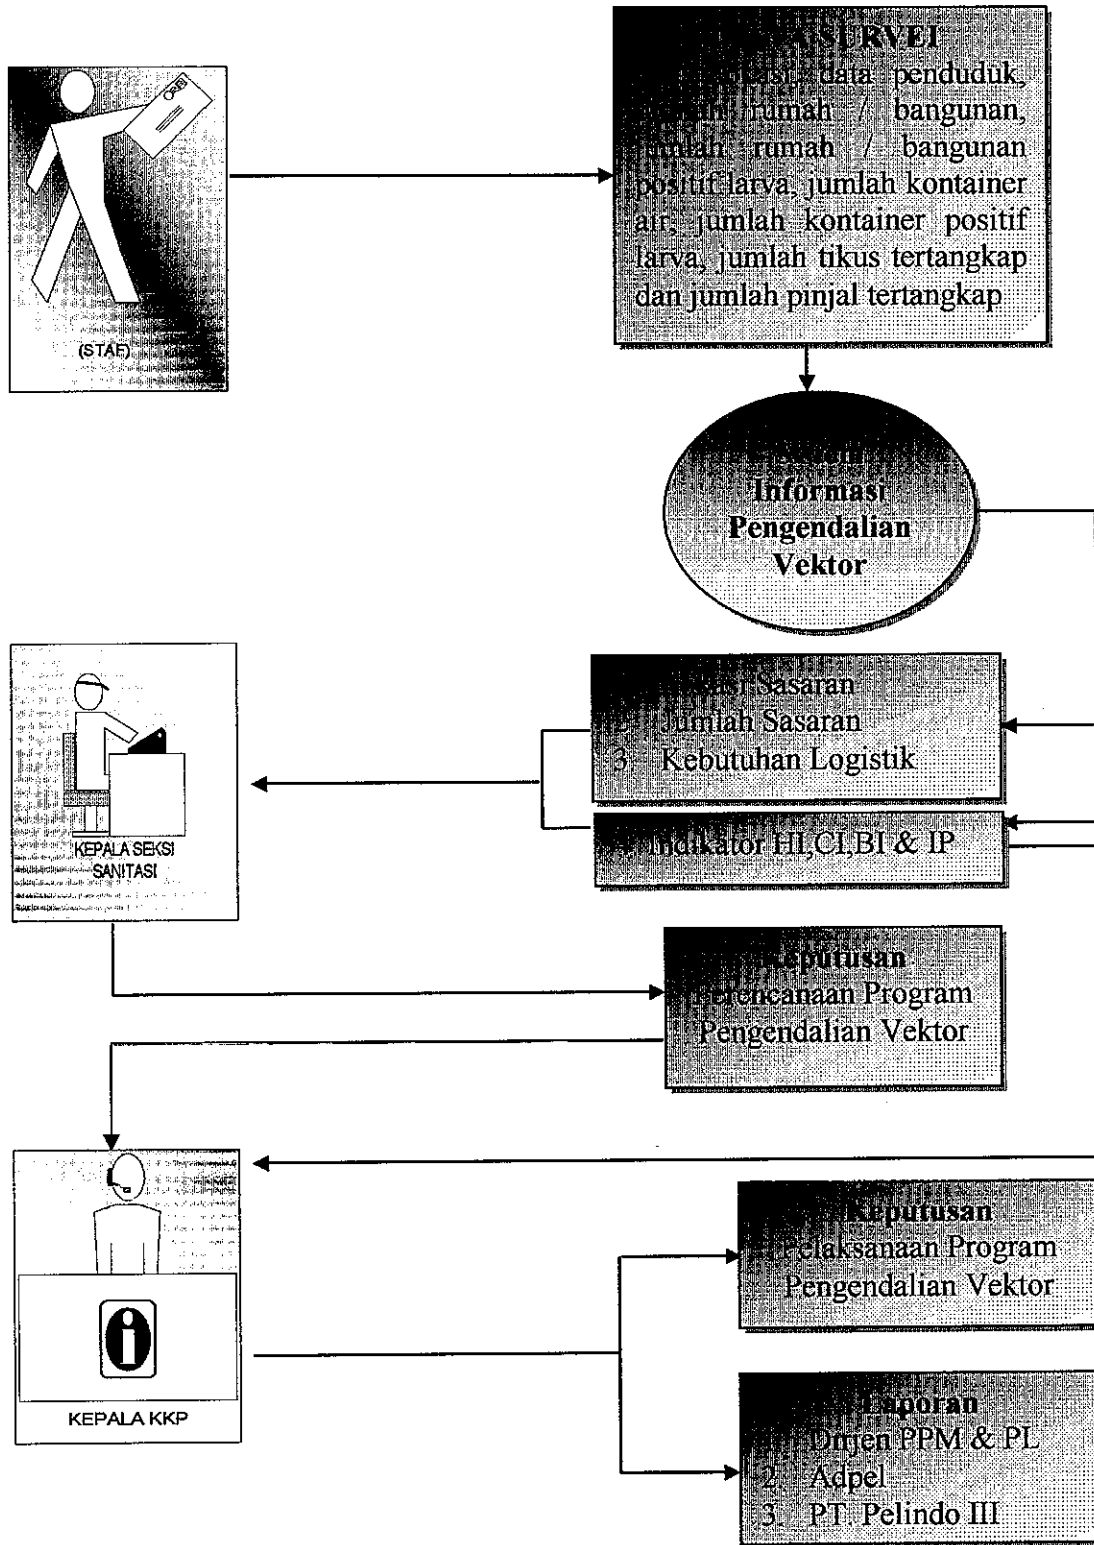 SURVEI
data penduduk,
rumah / bangunan,
jumlah rumah / bangunan
positif larva, jumlah kontainer
air, jumlah kontainer positif
larva, jumlah tikus tertangkap
dan jumlah pinjal tertangkap
(STAF)
Informasi
Pengendalian
Vektor
Sasaran
Jumlah Sasaran
3. Kebutuhan Logistik
Indikator HI,CI,BI & IP
KEPALA SEKSI
SANITASI
Keputusan
Perencanaan Program
Pengendalian Vektor
Keputusan
Pelaksanaan Program
Pengendalian Vektor
i
KEPALA KKP
Laporan
Dirjen PPM & PL
2. Adpel
3. PT. Pelindo III